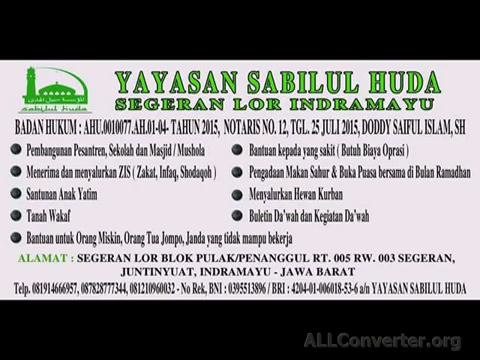 sabilul huda
YAYASAN SABILUL HUDA
SEGERAN LOR INDRAMAYU
BADAN HUKUM : AHU.0010077.AH.01-04- TAHUN 2015, NOTARIS NO. 12, TGL. 25 JULI 2015, DODDY SAIFUL ISLAM, SH
Pembangunan Pesantren, Sekolah dan Masjid / Mushola
Menerima dan menyalurkan ZIS ( Zakat, Infaq, Shodaqoh )
Santunan Anak Yatim
Tanah Wakaf
Bantuan untuk Orang Miskin, Orang Tua Jompo, Janda yang tidak mampu bekerja
Bantuan kepada yang sakit ( Butuh Biaya Oprasi )
Pengadaan Makan Sahur & Buka Puasa bersama di Bulan Ramadhan
Menyalurkan Hewan Kurban
Buletin Da'wah dan Kegiatan Da'wah
ALAMAT : SEGERAN LOR BLOK PULAK/PENANGGUL RT. 005 RW. 003 SEGERAN,
JUNTINYUAT, INDRAMAYU - JAWA BARAT
Telp. 081914666957, 087828777344, 081210960032 - No Rek, BNI : 0395513896 / BRI : 4204-01-006018-53-6 a/n YAYASAN SABILUL HUDA
ALLConverter.org